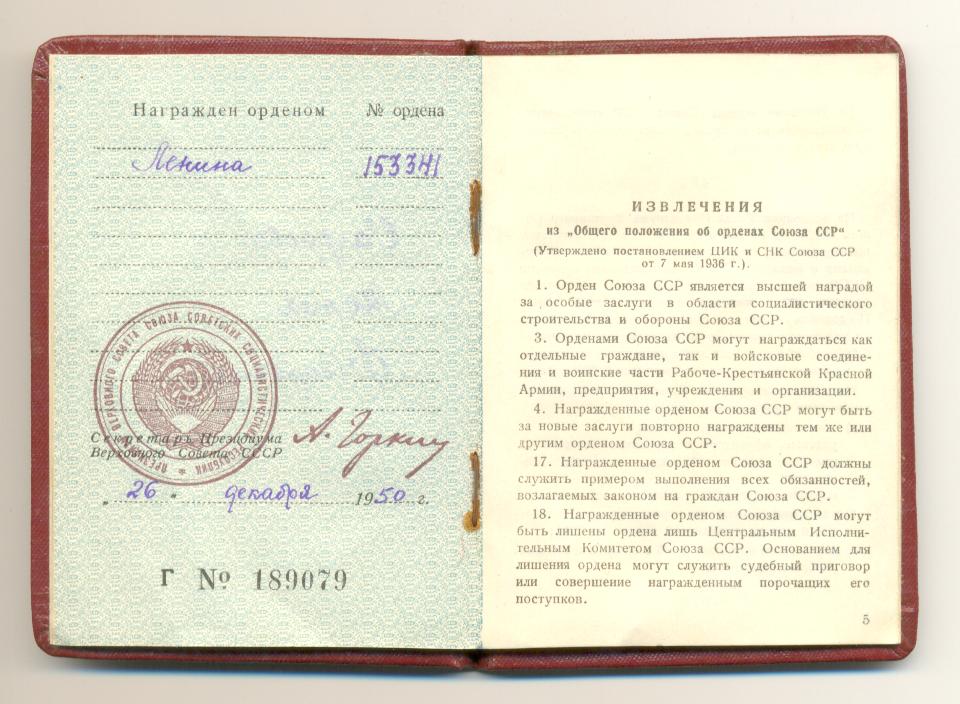 Награжден орденом № ордена
Ленина 153341
ПРЕЗИДИУМ ВЕРХОВНОГО СОВЕТА СОЮЗА СОВЕТСКИХ СОЦИАЛИСТИЧЕСКИХ РЕСПУБЛИК
Секретарь Президиума
Верховного Совета СССР
А. Горкин
„ 26 " декабря 1950 г.
Г № 189079
ИЗВЛЕЧЕНИЯ
из „Общего положения об орденах Союза ССР"
(Утверждено постановлением ЦИК и СНК Союза ССР
от 7 мая 1936 г.).
1. Орден Союза ССР является высшей наградой
за особые заслуги в области социалистического
строительства и обороны Союза ССР.
3. Орденами Союза ССР могут награждаться как
отдельные граждане, так и войсковые соедине-
ния и воинские части Рабоче-Крестьянской Красной
Армии, предприятия, учреждения и организации.
4. Награжденные орденом Союза ССР могут быть
за новые заслуги повторно награждены тем же или
другим орденом Союза ССР.
17. Награжденные орденом Союза ССР должны
служить примером выполнения всех обязанностей,
возлагаемых законом на граждан Союза ССР.
18. Награжденные орденом Союза ССР могут
быть лишены ордена лишь Центральным Исполни-
тельным Комитетом Союза ССР. Основанием для
лишения ордена могут служить судебный приговор
или совершение награжденным порочащих его
поступков.
5